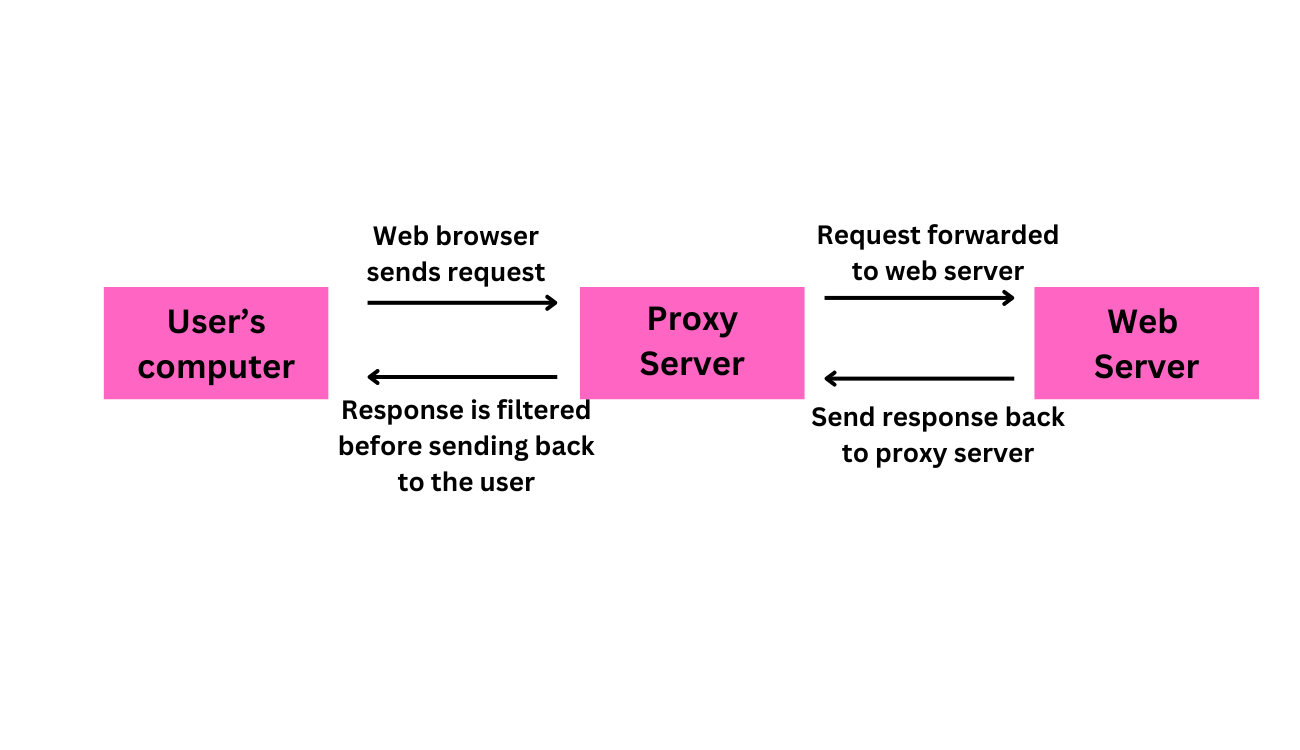 Web browser
sends request
Request forwarded
to web server
User’s
computer
Proxy
Server
Web
Server
Response is filtered
before sending back
to the user
Send response back
to proxy server